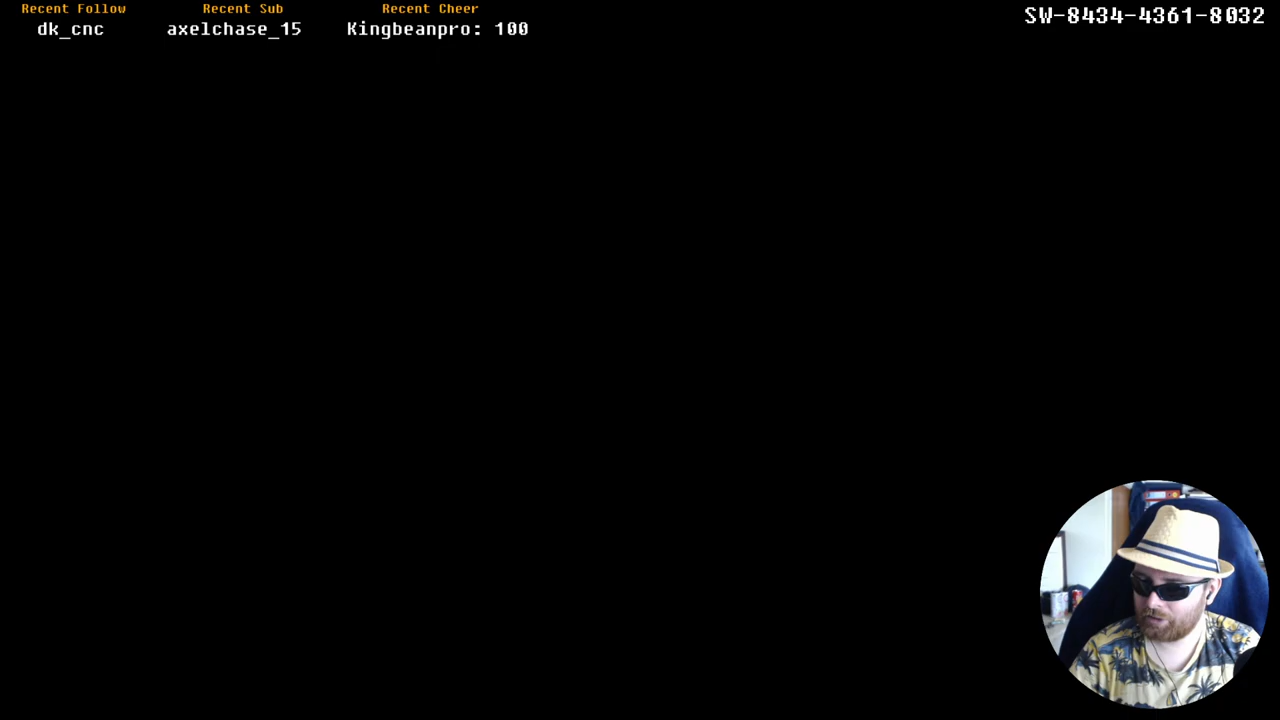 Recent Follow Recent Sub Recent Cheer
dk_cnc axelchase_15 Kingbeanpro: 100
SW-8434-4361-8032